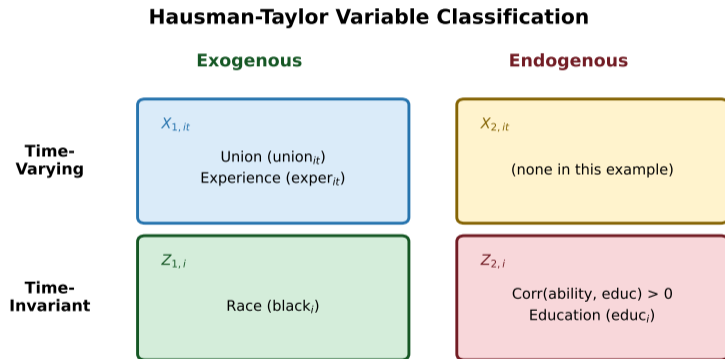 Hausman-Taylor Variable Classification
Exogenous
Endogenous
Time-
Varying
X₁,ᵢₜ
Union (unionᵢₜ)
Experience (experᵢₜ)
X₂,ᵢₜ
(none in this example)
Time-
Invariant
Z₁,ᵢ
Race (blackᵢ)
Z₂,ᵢ
Corr(ability, educ) > 0
Education (educᵢ)